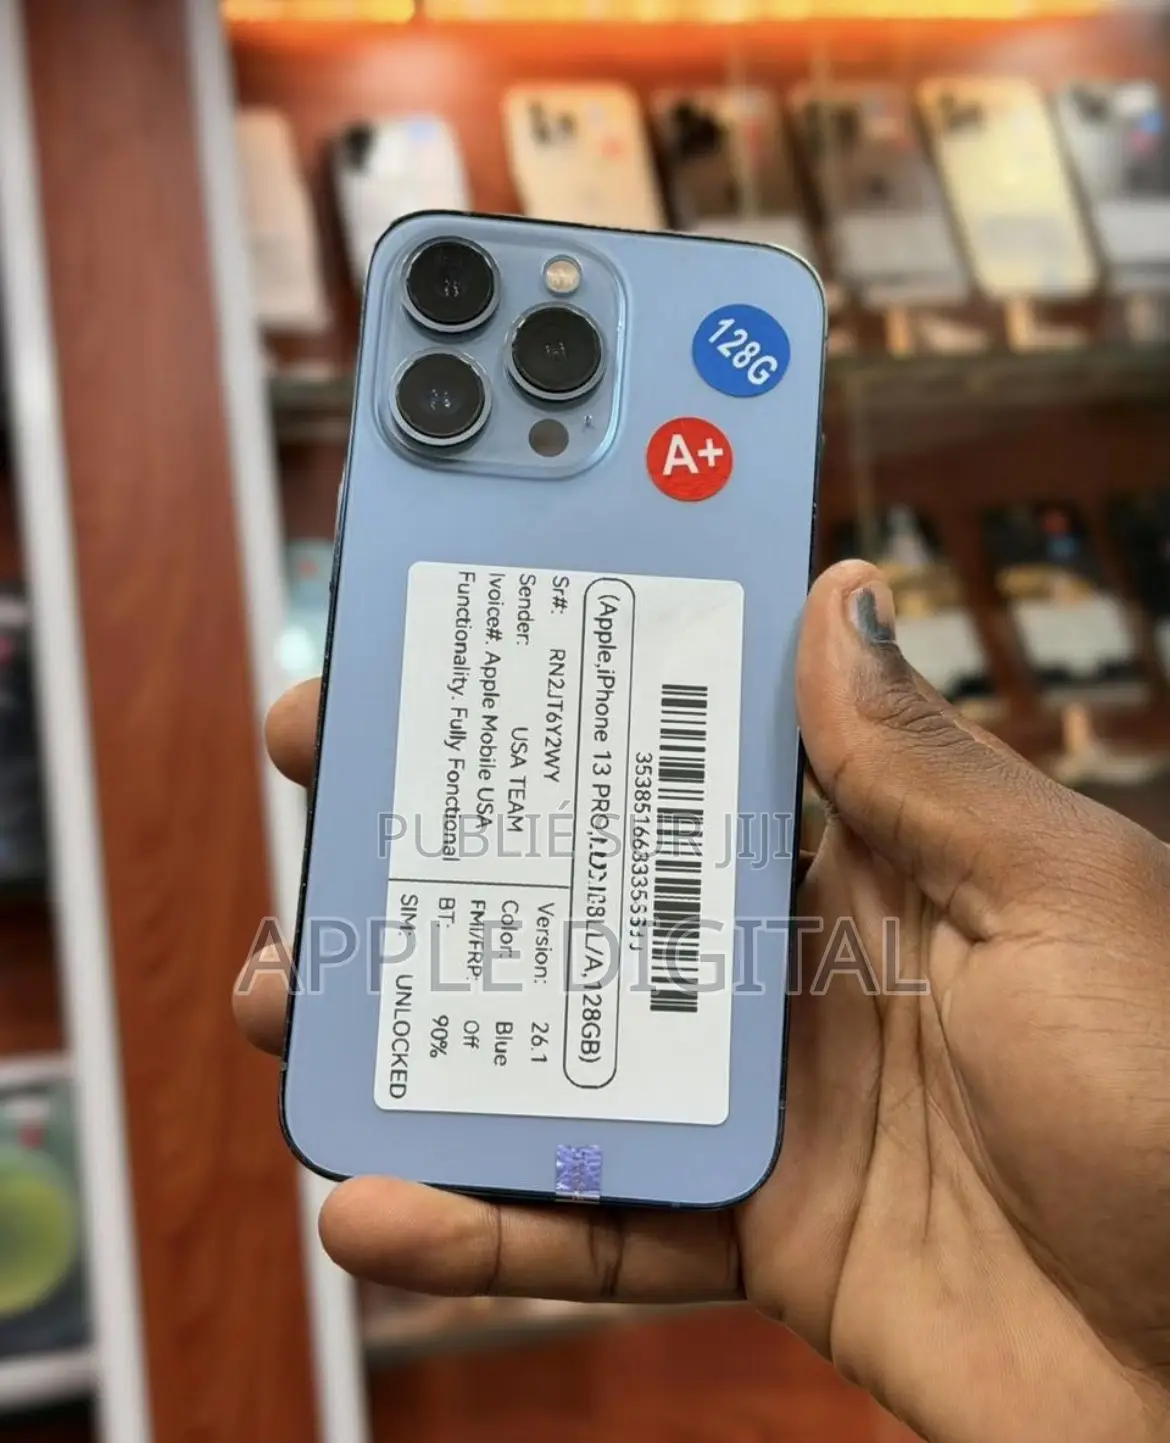 128G
A+
(Apple,iPhone 13 PRO, 128GB)
Sr#: RN2JT6Y2WY
Sender: USA TEAM
Ivoice#. Apple Mobile USA
Functionality. Fully Fonctional
Version: 26.1
Color: Blue
FMI/FRP: Off
BT: 90%
SIM: UNLOCKED
PUBLIÉ SUR JIJI
APPLE DIGITAL